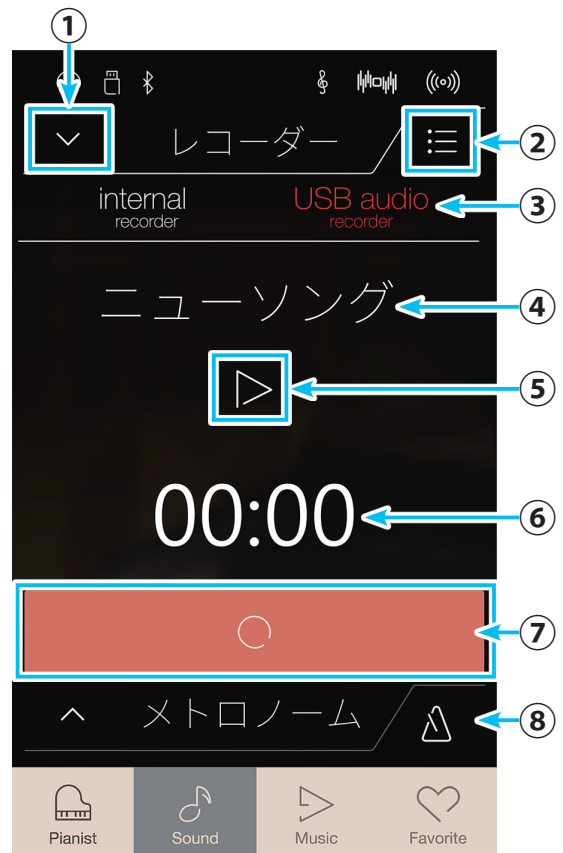 ①
レコーダー
②
internal
recorder
USB audio
recorder
③
ニューソング
④
⑤
00:00
⑥
⑦
メトロノーム
⑧
Pianist
Sound
Music
Favorite